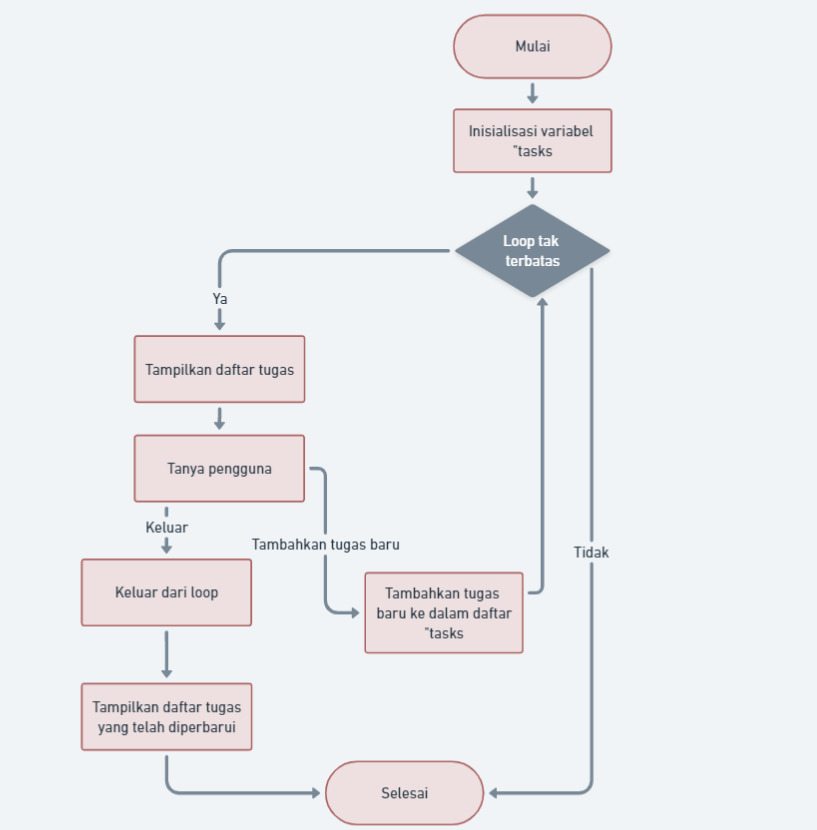 Mulai
Inisialisasi variabel
"tasks
Loop tak
terbatas
Ya
Tampilkan daftar tugas
Tanya pengguna
Keluar
Tambahkan tugas baru
Tidak
Keluar dari loop
Tambahkan tugas
baru ke dalam daftar
"tasks
Tampilkan daftar tugas
yang telah diperbarui
Selesai